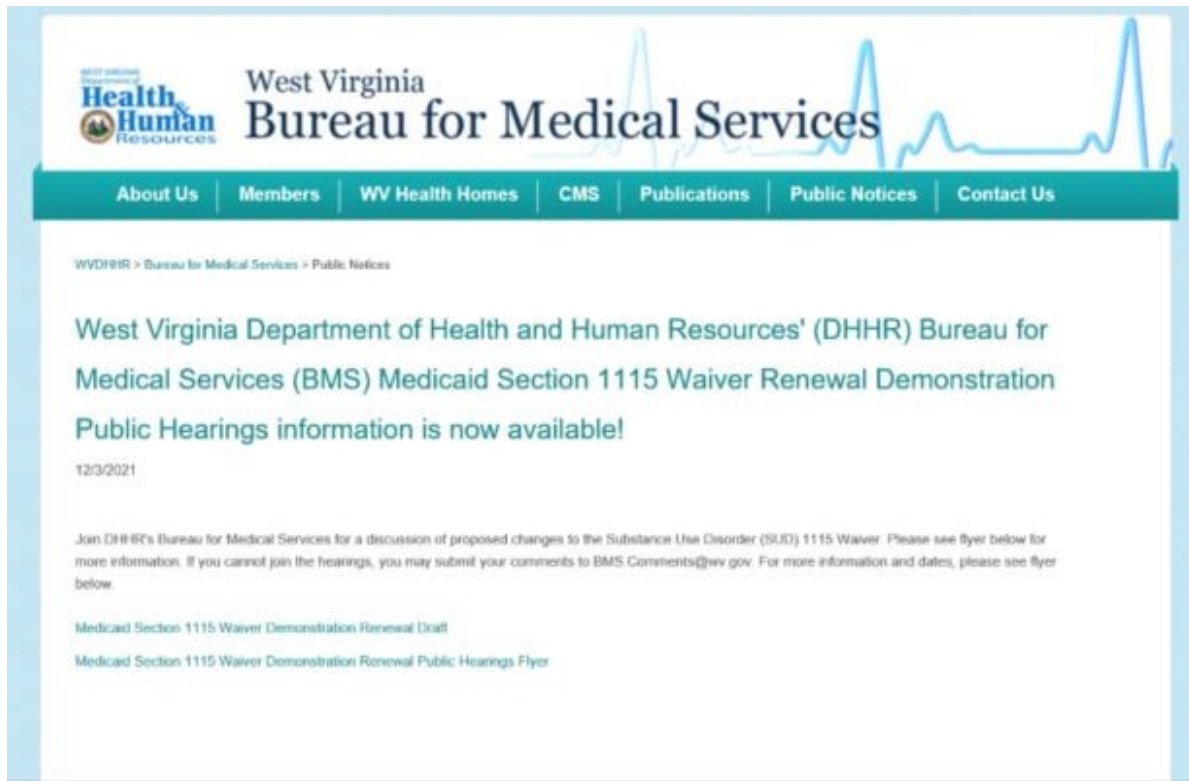 WEST VIRGINIA
Department of
Health &
Human
Resources
West Virginia
Bureau for Medical Services
About Us Members WV Health Homes CMS Publications Public Notices Contact Us
WVDHHR > Bureau for Medical Services > Public Notices
West Virginia Department of Health and Human Resources' (DHHR) Bureau for
Medical Services (BMS) Medicaid Section 1115 Waiver Renewal Demonstration
Public Hearings information is now available!
12/3/2021
Join DHHR's Bureau for Medical Services for a discussion of proposed changes to the Substance Use Disorder (SUD) 1115 Waiver. Please see flyer below for
more information. If you cannot join the hearings, you may submit your comments to BMS.Comments@wv.gov. For more information and dates, please see flyer
below.
Medicaid Section 1115 Waiver Demonstration Renewal Draft
Medicaid Section 1115 Waiver Demonstration Renewal Public Hearings Flyer